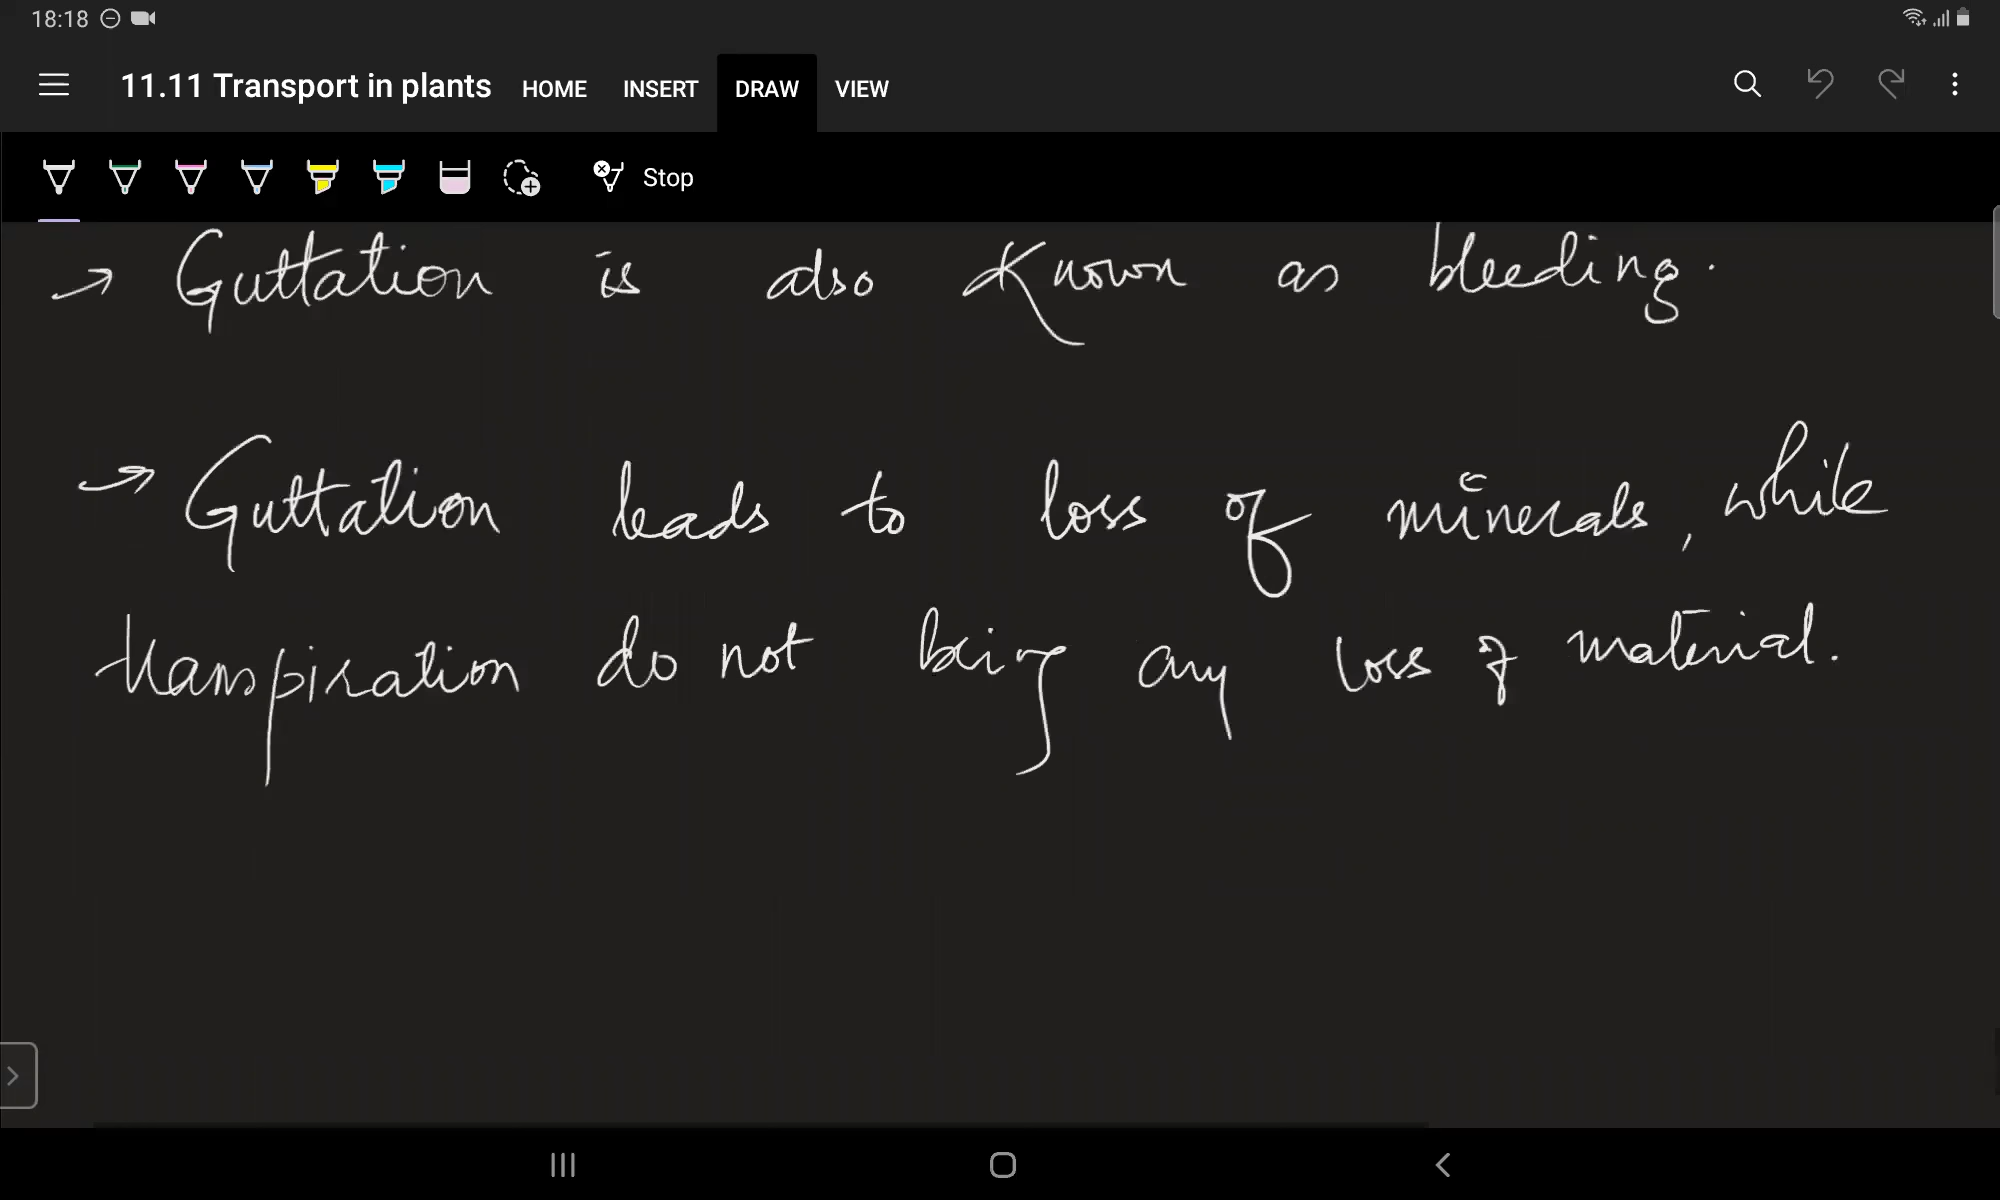 18:18
11.11 Transport in plants HOME INSERT DRAW VIEW
Stop
→ Guttation is also known as bleeding.
→ Guttation leads to loss of minerals, while
transpiration do not being any loss of material.